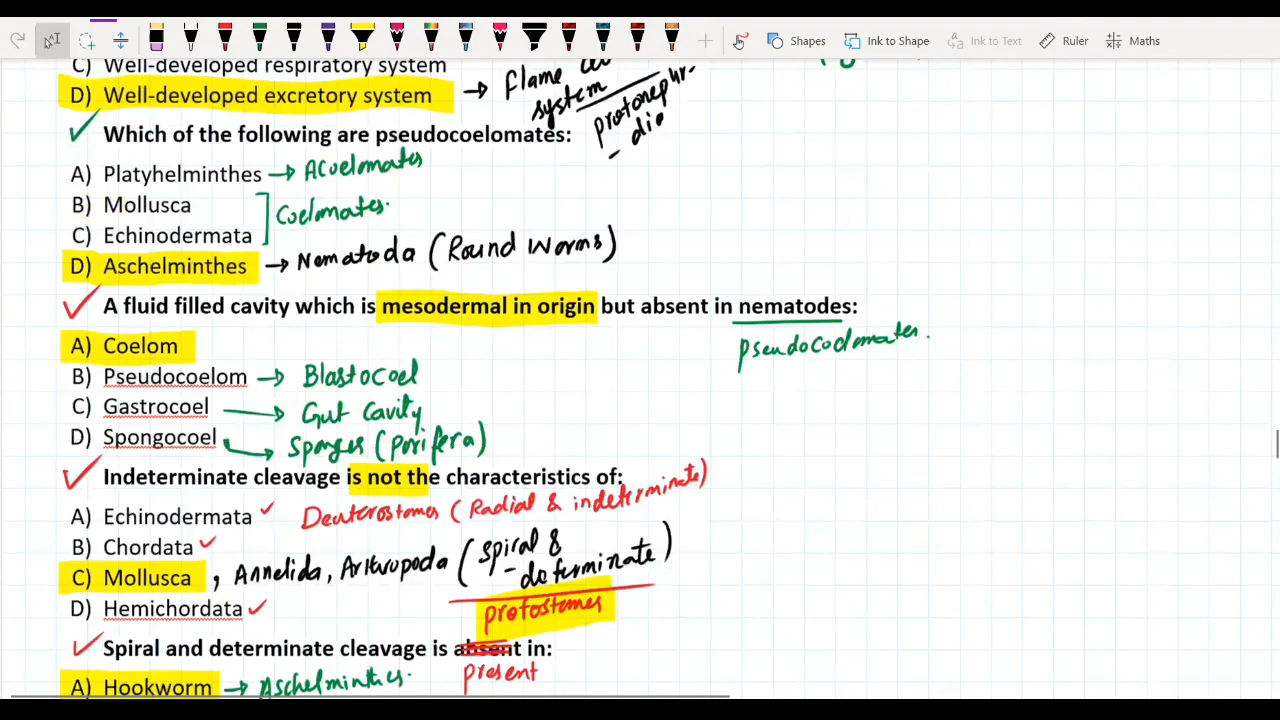 Shapes Ink to Shape Ink to Text Ruler Maths
C) Well-developed respiratory system
D) Well-developed excretory system → Flame
system
protoneph
dia
Which of the following are pseudocoelomates:
A) Platyhelminthes → Acoelomates
B) Mollusca
Coelmates.
C) Echinodermata
D) Aschelminthes → Nematoda (Round Worms)
A fluid filled cavity which is mesodermal in origin but absent in nematodes:
pseudocoelomates.
A) Coelom
B) Pseudocoelom → Blastocoel
C) Gastrocoel → Gut Cavity
D) Spongocoel → Sponges (porifera)
Indeterminate cleavage is not the characteristics of:
A) Echinodermata Deuterostomes (Radial & indeterminate)
B) Chordata
C) Mollusca , Annelida, Arthropoda (spiral &
determinate)
D) Hemichordata
protostomes
Spiral and determinate cleavage is absent in:
present
A) Hookworm → Aschelminthes.